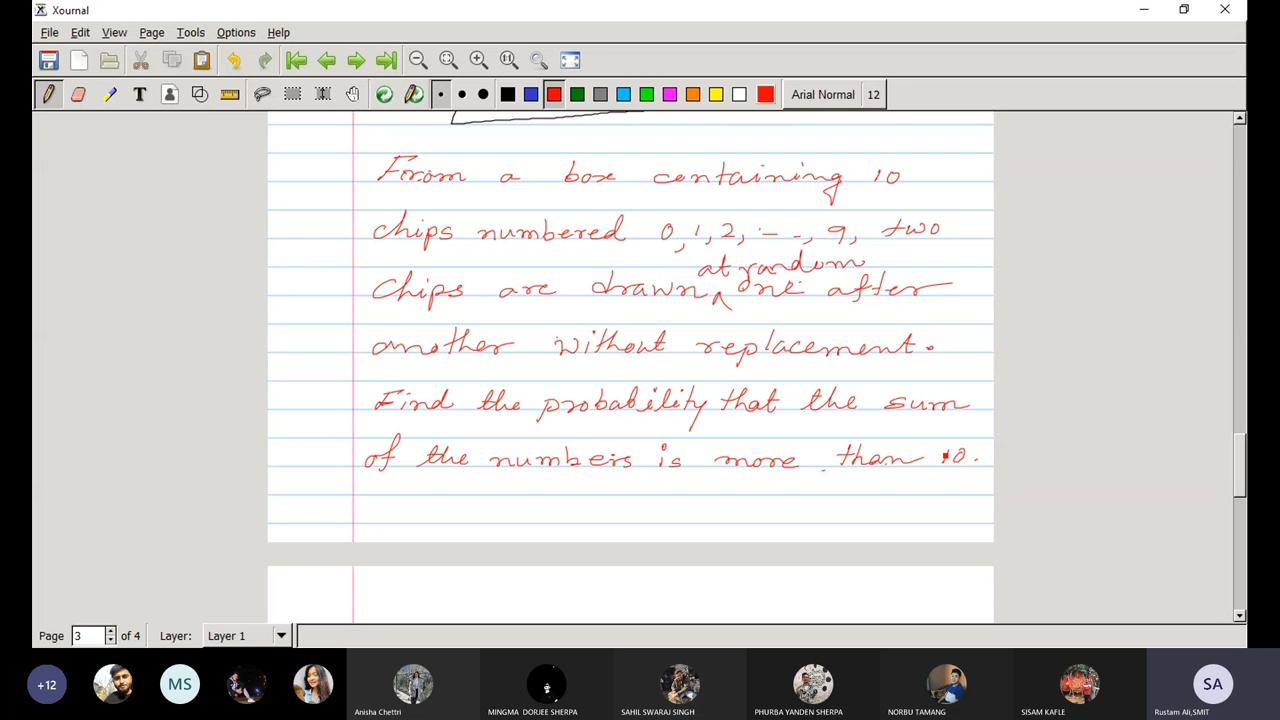 Xournal
File Edit View Page Tools Options Help
Arial Normal 12
From a box containing 10
chips numbered 0, 1, 2, ---, 9, two
at random
chips are drawn ^ one after
another without replacement.
Find the probability that the sum
of the numbers is more than 10.
Page 3 of 4 Layer: Layer 1
+12 MS SA
Anisha Chettri MINGMA DORJEE SHERPA SAHIL SWARAJ SINGH PHURBA YANDEN SHERPA NORBU TAMANG SISAM KAFLE Rustam Ali,SMIT